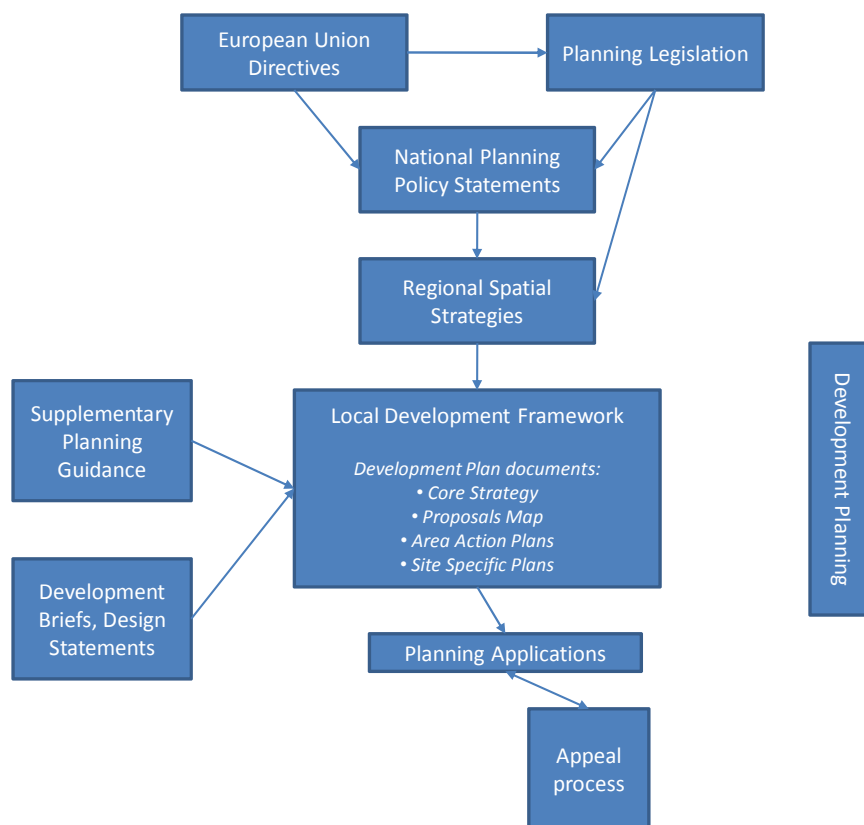 European Union
Directives
Planning Legislation
National Planning
Policy Statements
Regional Spatial
Strategies
Supplementary
Planning
Guidance
Local Development Framework
Development Plan documents:
• Core Strategy
• Proposals Map
• Area Action Plans
• Site Specific Plans
Development Planning
Development
Briefs, Design
Statements
Planning Applications
Appeal
process